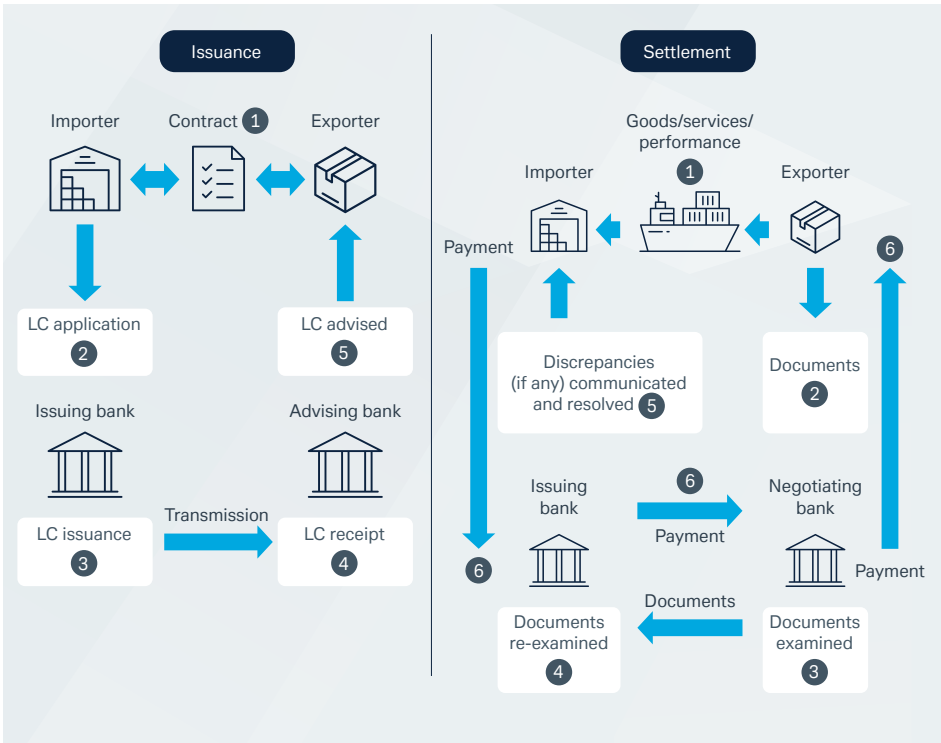 Issuance
Importer
Contract 1
Exporter
LC application
2
LC advised
5
Issuing bank
Advising bank
LC issuance
3
Transmission
LC receipt
4
Settlement
Goods/services/
performance
1
Importer
Exporter
Payment
6
Discrepancies
(if any) communicated
and resolved 5
Documents
2
Issuing
bank
6
Payment
Negotiating
bank
6
Payment
Documents
Documents
re-examined
4
Documents
examined
3